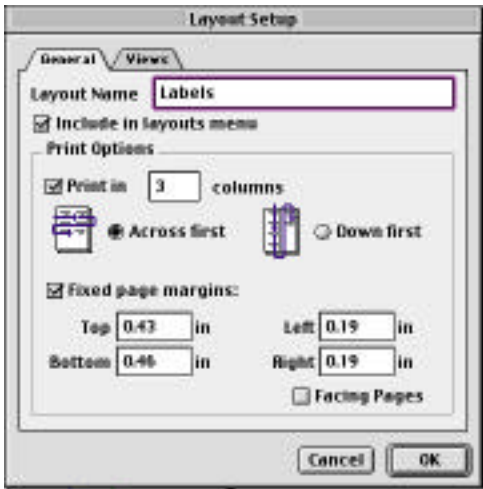 Layout Setup
General Views
Layout Name Labels
Include in layouts menu
Print Options
Print in 3 columns
Across first Down first
Fixed page margins:
Top 0.43 in Left 0.19 in
Bottom 0.46 in Right 0.19 in
Facing Pages
Cancel OK